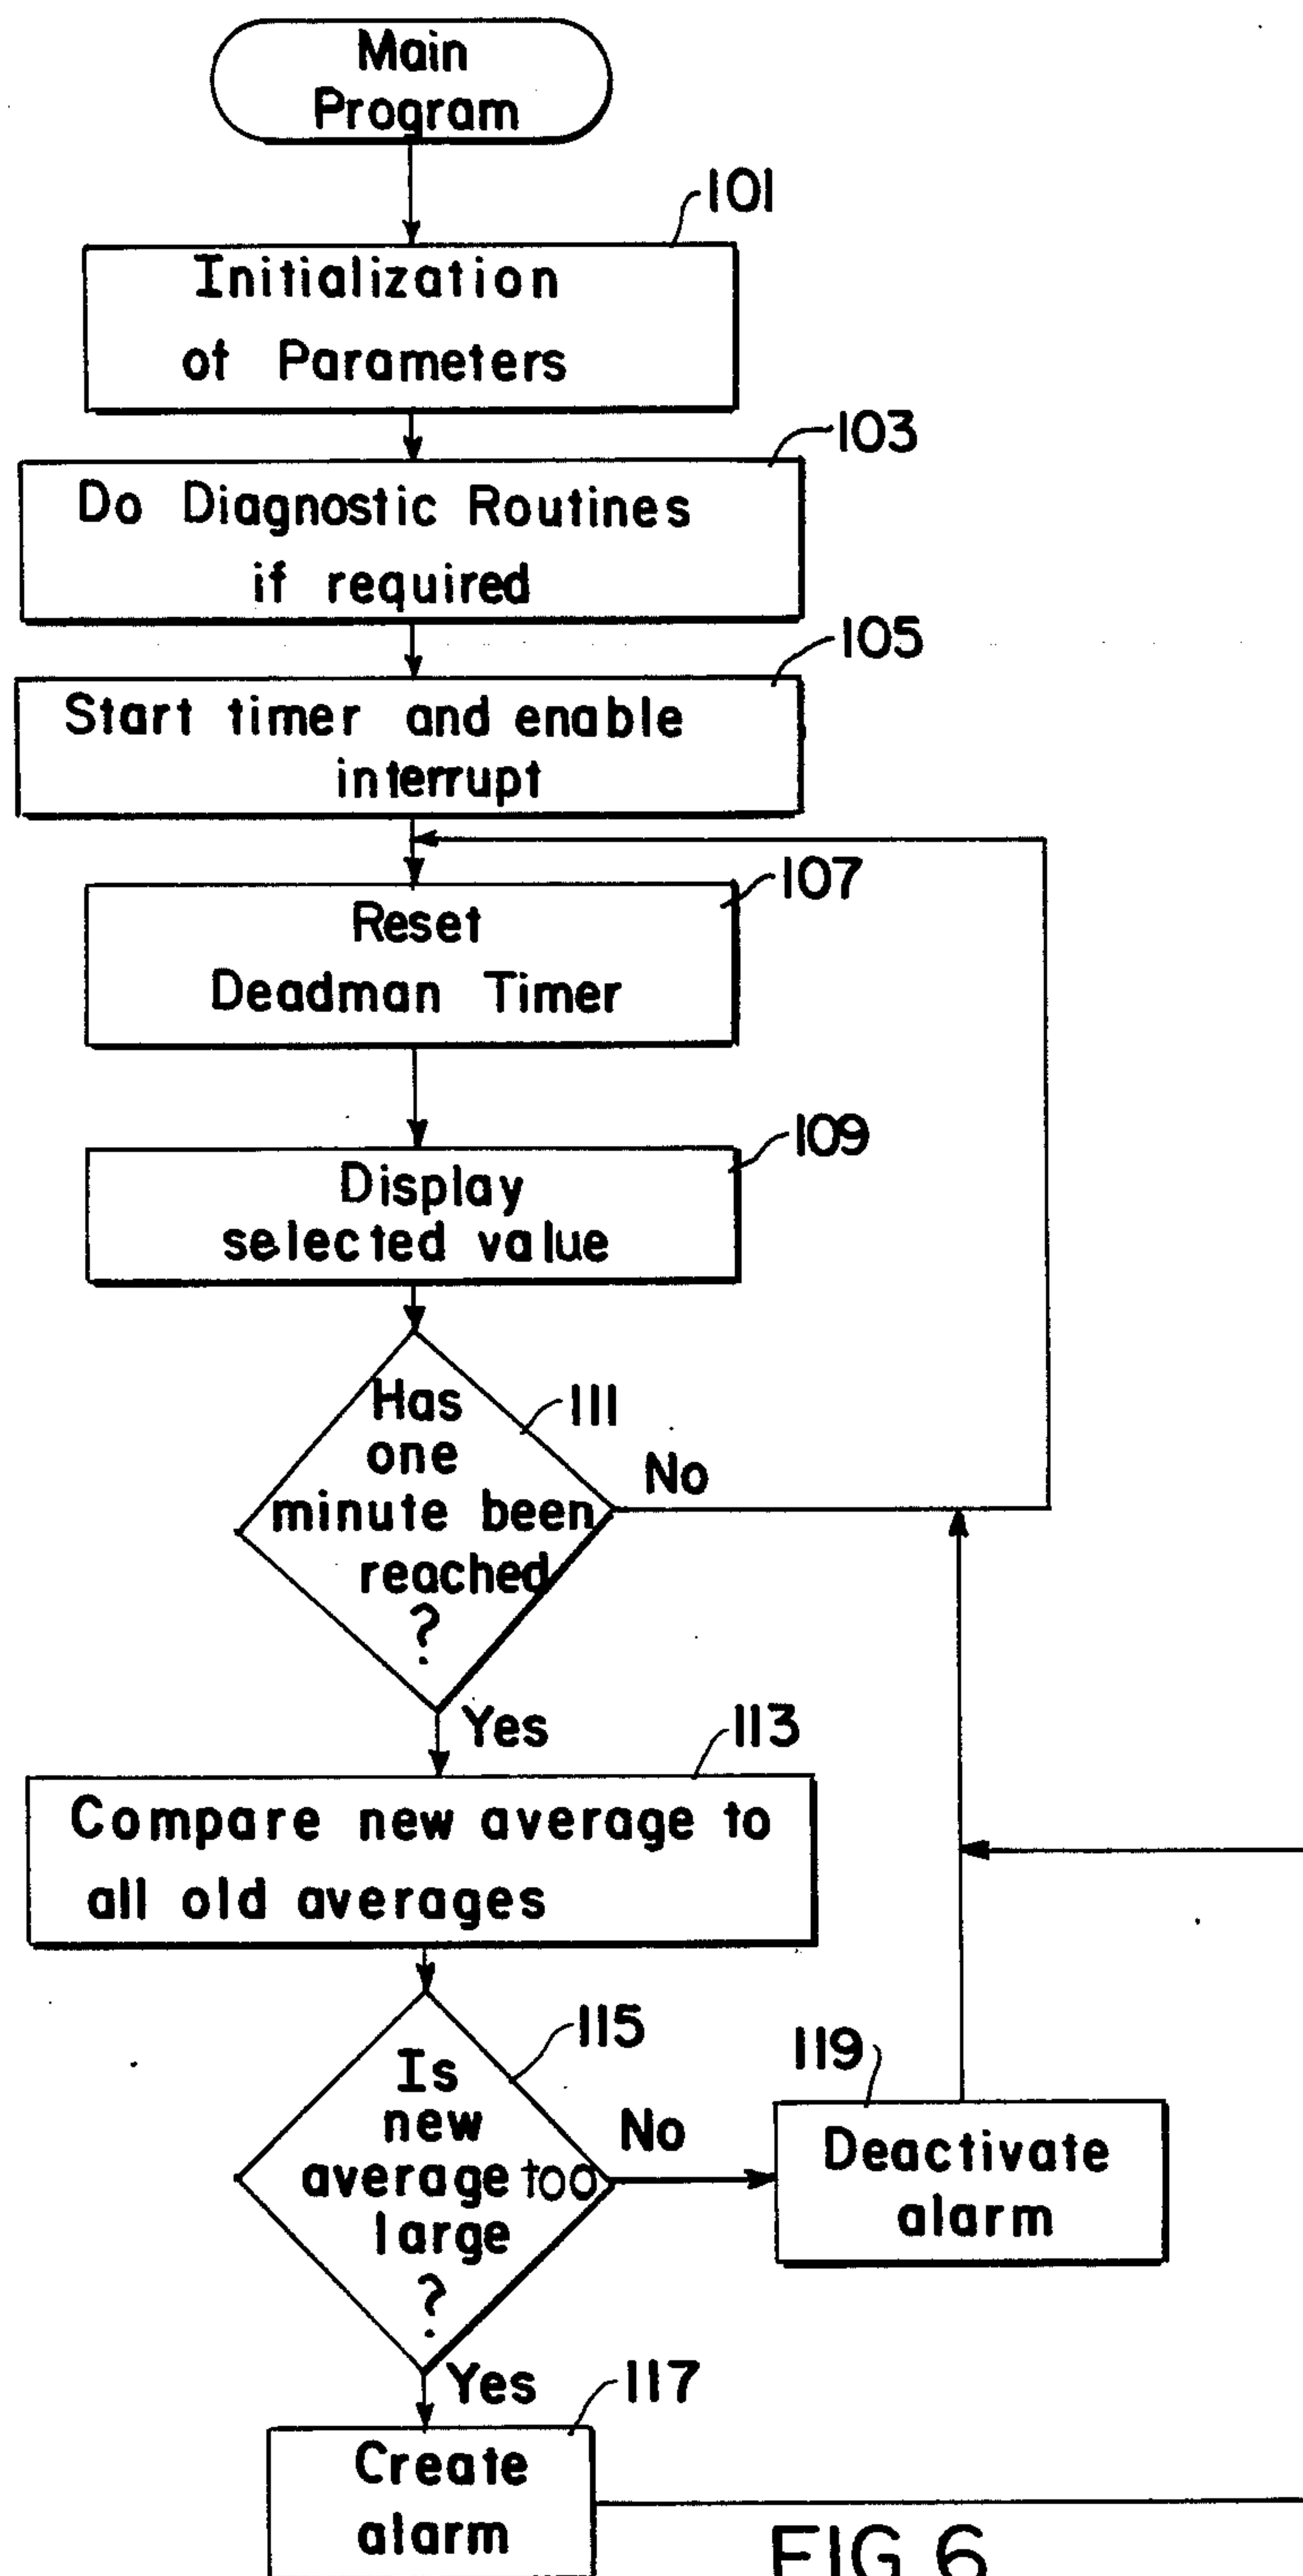 Main
Program
101
Initialization
of Parameters
103
Do Diagnostic Routines
if required
105
Start timer and enable
interrupt
107
Reset
Deadman Timer
109
Display
selected value
111
Has
one
minute been
reached
?
No
Yes
113
Compare new average to
all old averages
115
Is
new
average too
large
?
No
119
Deactivate
alarm
Yes
117
Create
alarm
FIG 6